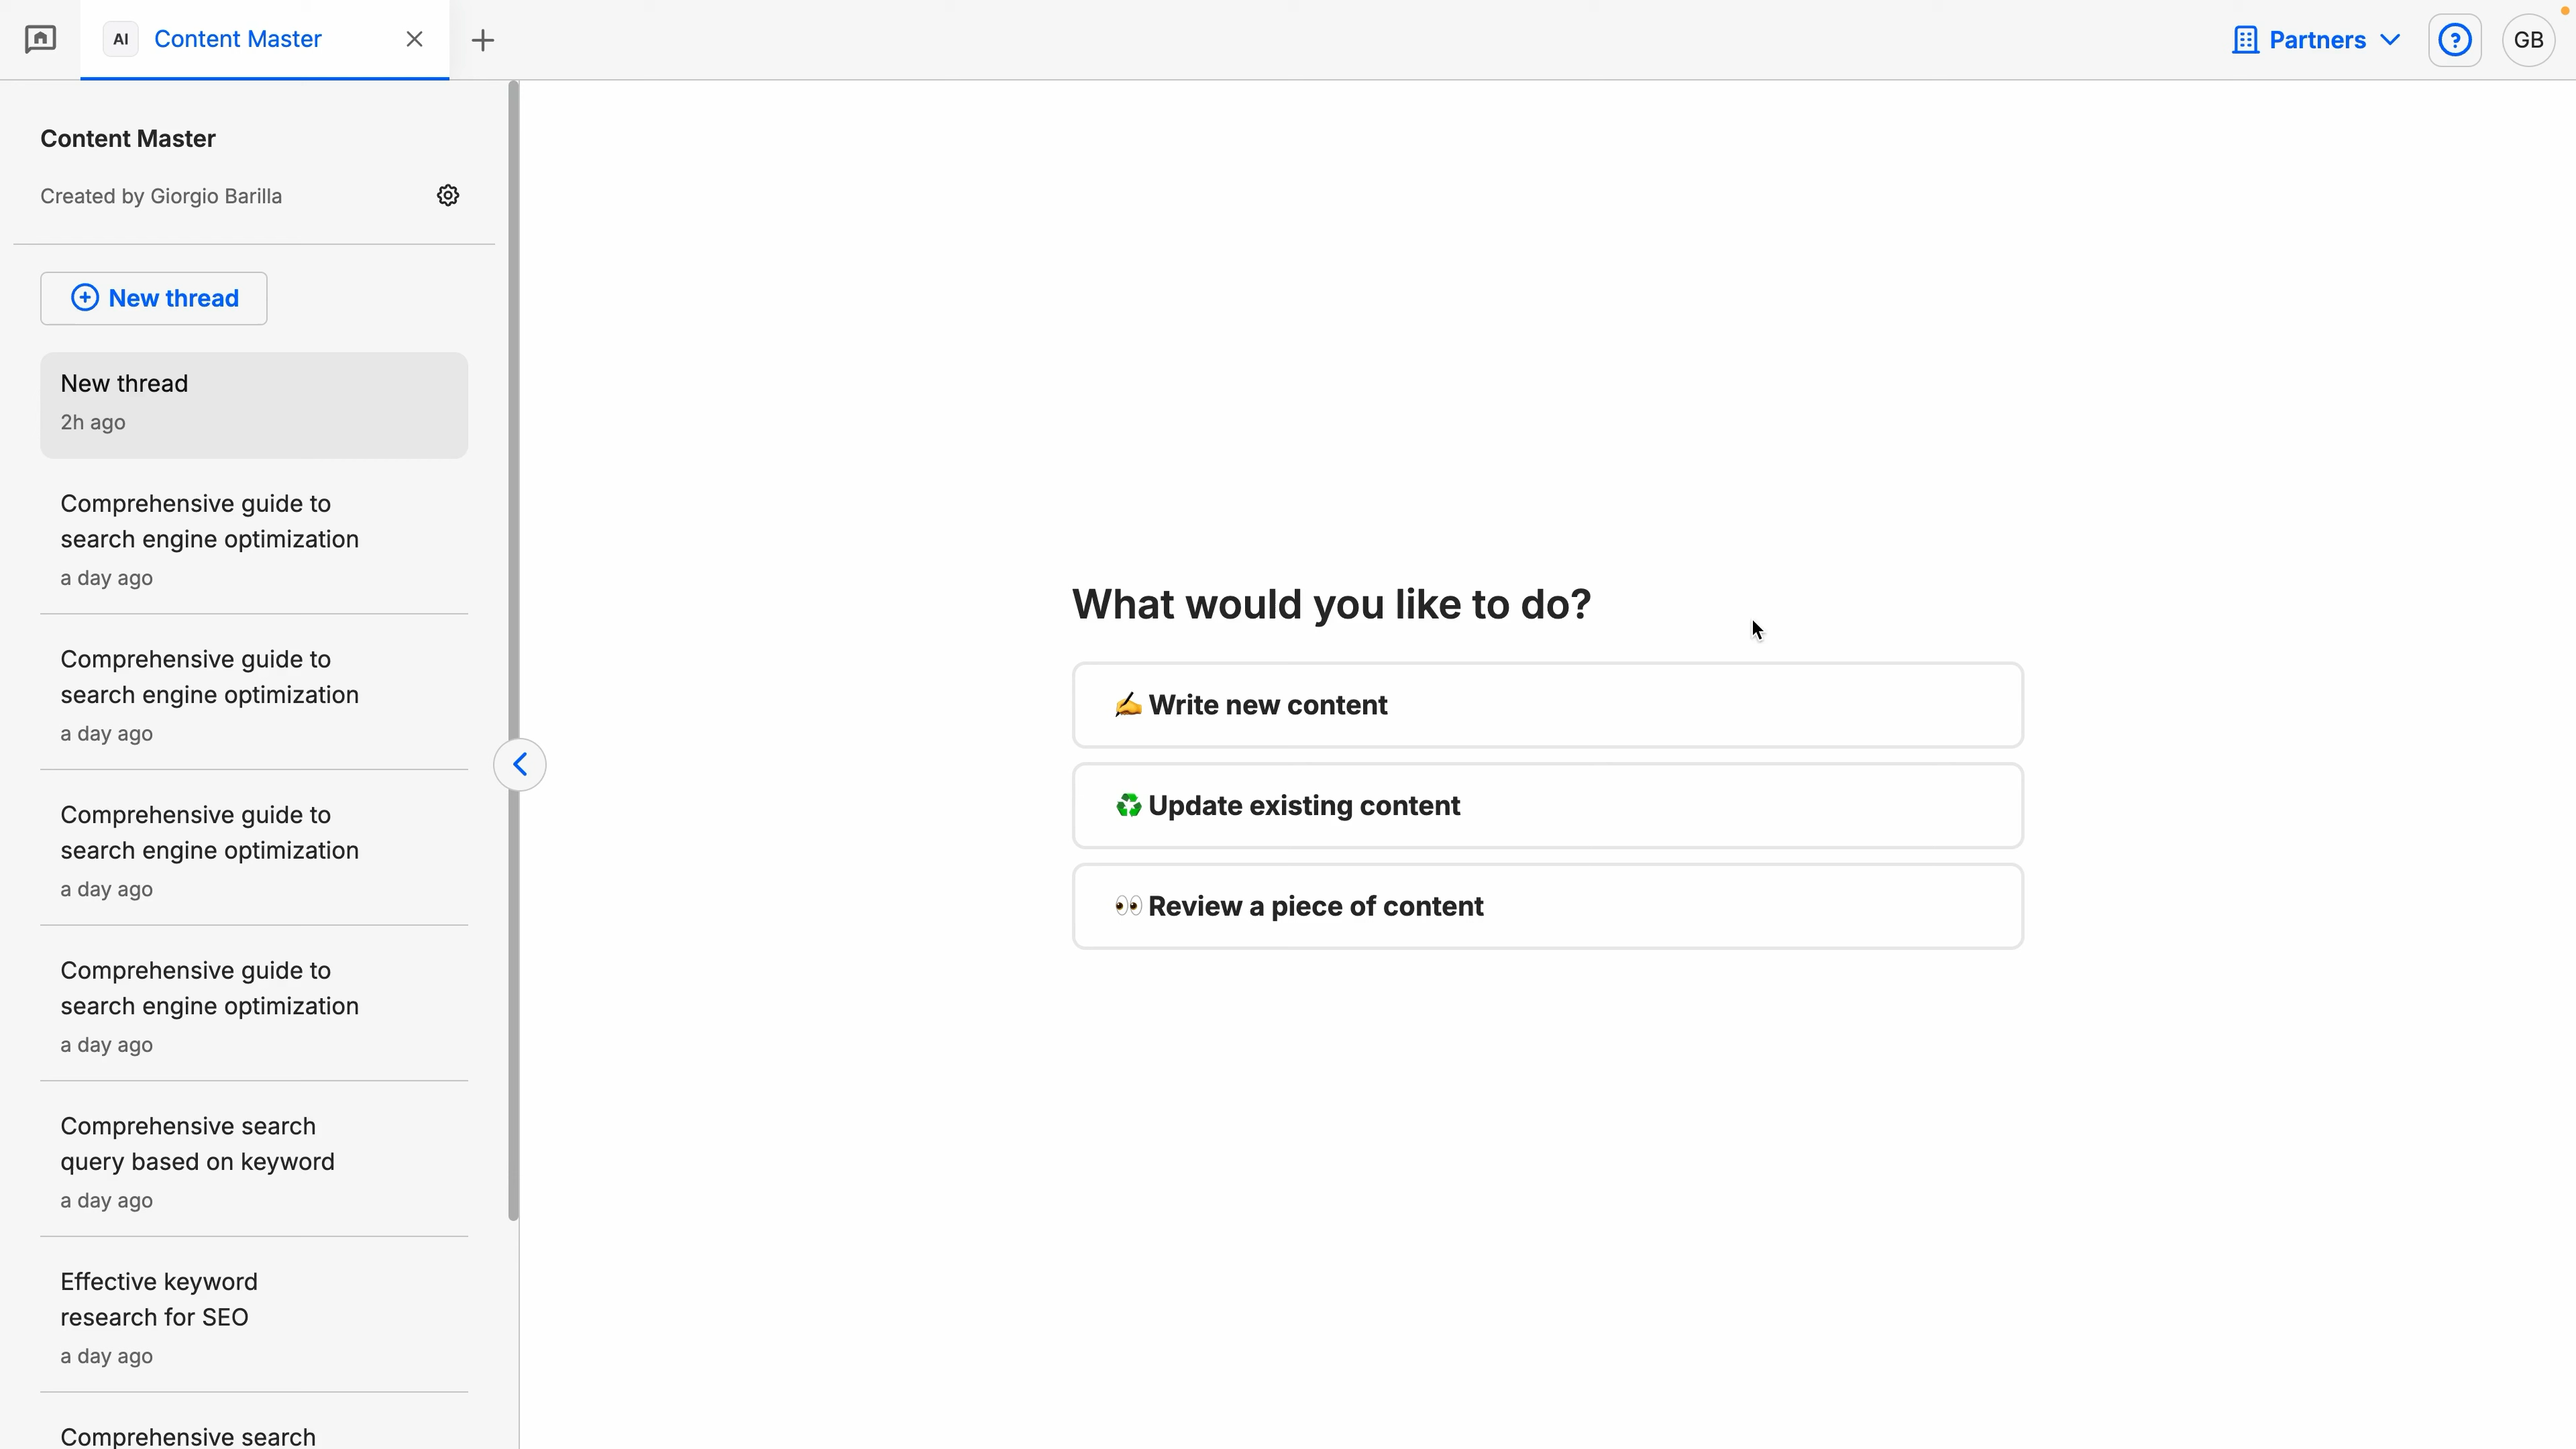 AI Content Master
Partners
?
GB
Content Master
Created by Giorgio Barilla
New thread
New thread
2h ago
Comprehensive guide to
search engine optimization
a day ago
Comprehensive guide to
search engine optimization
a day ago
Comprehensive guide to
search engine optimization
a day ago
Comprehensive guide to
search engine optimization
a day ago
Comprehensive search
query based on keyword
a day ago
Effective keyword
research for SEO
a day ago
Comprehensive search
What would you like to do?
✍️ Write new content
♻️ Update existing content
👀 Review a piece of content